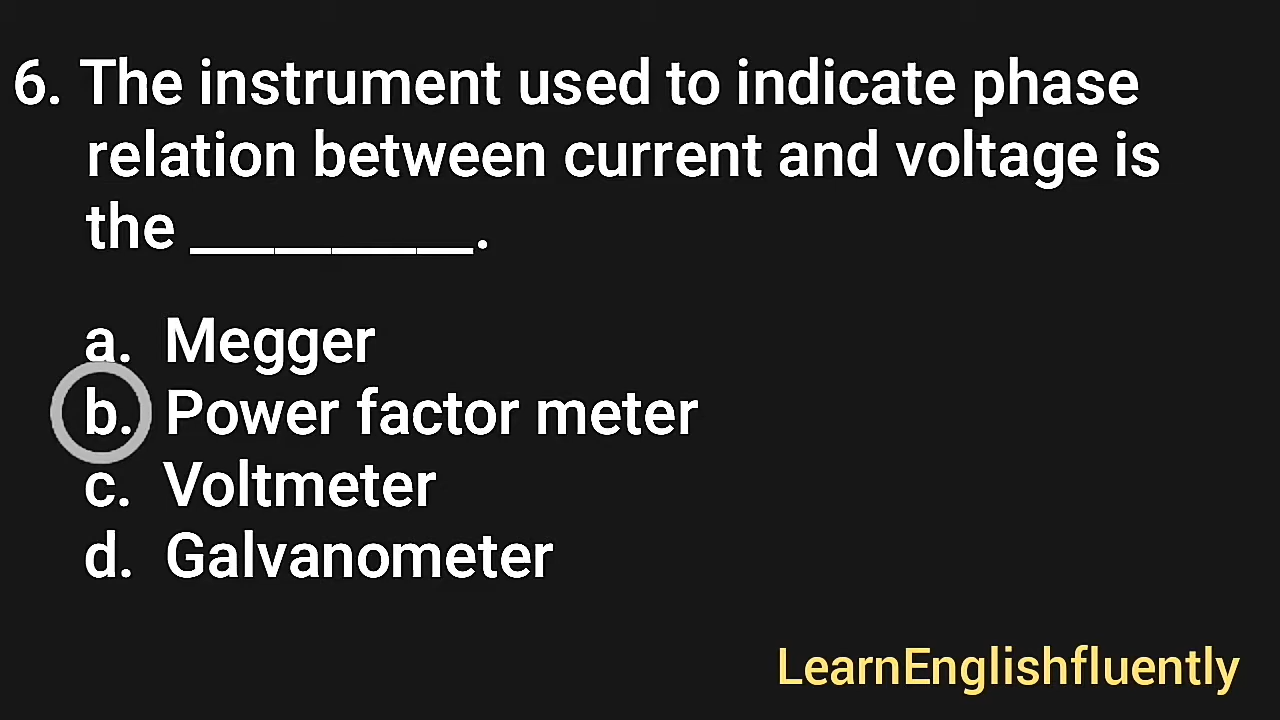 6. The instrument used to indicate phase
relation between current and voltage is
the __________.
a. Megger
b. Power factor meter
c. Voltmeter
d. Galvanometer
LearnEnglishfluently